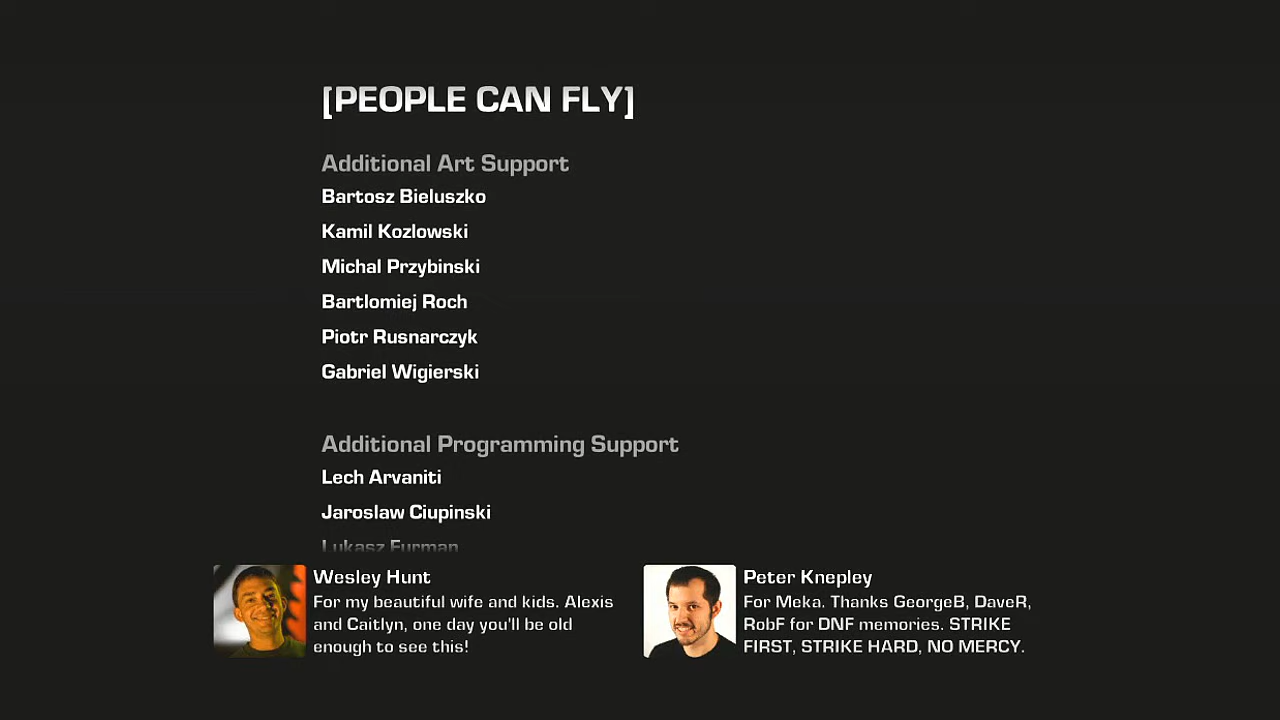 [PEOPLE CAN FLY]
Additional Art Support
Bartosz Bieluszko
Kamil Kozlowski
Michal Przybinski
Bartlomiej Roch
Piotr Rusnarczyk
Gabriel Wigierski
Additional Programming Support
Lech Arvaniti
Jaroslaw Ciupinski
Lukasz Furman
Wesley Hunt
For my beautiful wife and kids. Alexis
and Caitlyn, one day you'll be old
enough to see this!
Peter Knepley
For Meka. Thanks GeorgeB, DaveR,
RobF for DNF memories. STRIKE
FIRST, STRIKE HARD, NO MERCY.